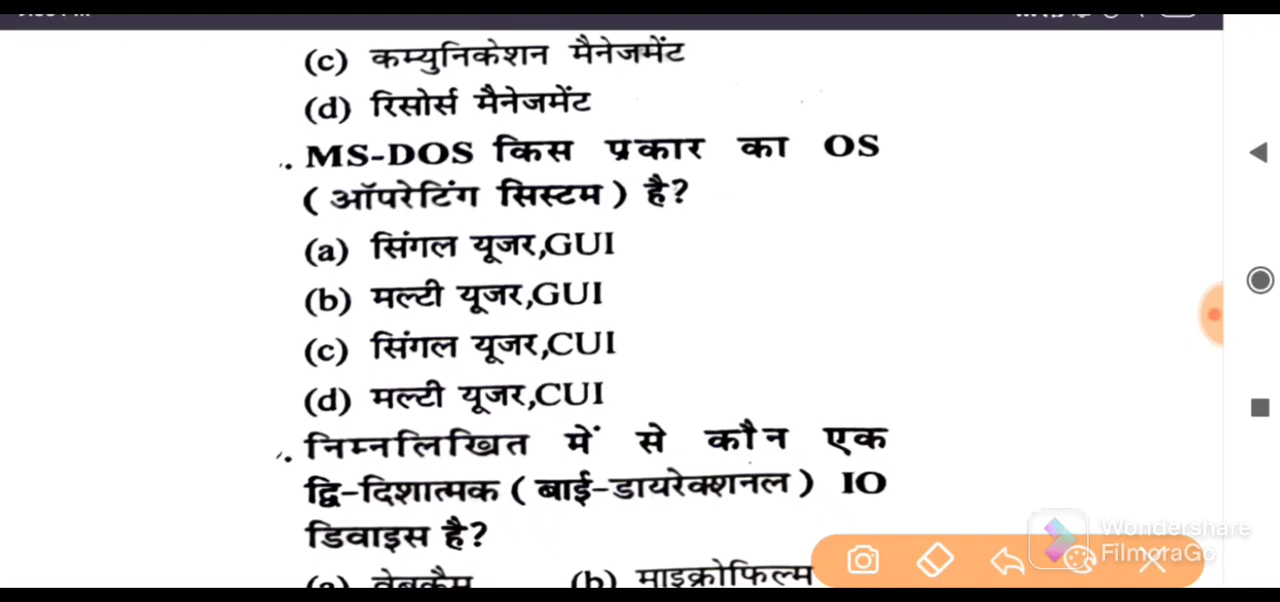 (c) कम्युनिकेशन मैनेजमेंट
(d) रिसोर्स मैनेजमेंट
MS-DOS किस प्रकार का OS
( ऑपरेटिंग सिस्टम ) है?
(a) सिंगल यूजर,GUI
(b) मल्टी यूजर,GUI
(c) सिंगल यूजर,CUI
(d) मल्टी यूजर,CUI
निम्नलिखित में से कौन एक
द्वि-दिशात्मक ( बाई-डायरेक्शनल ) IO
डिवाइस है?
(a) वेबकैम (b) माइक्रोफिल्म
Wondershare
FilmoraGo